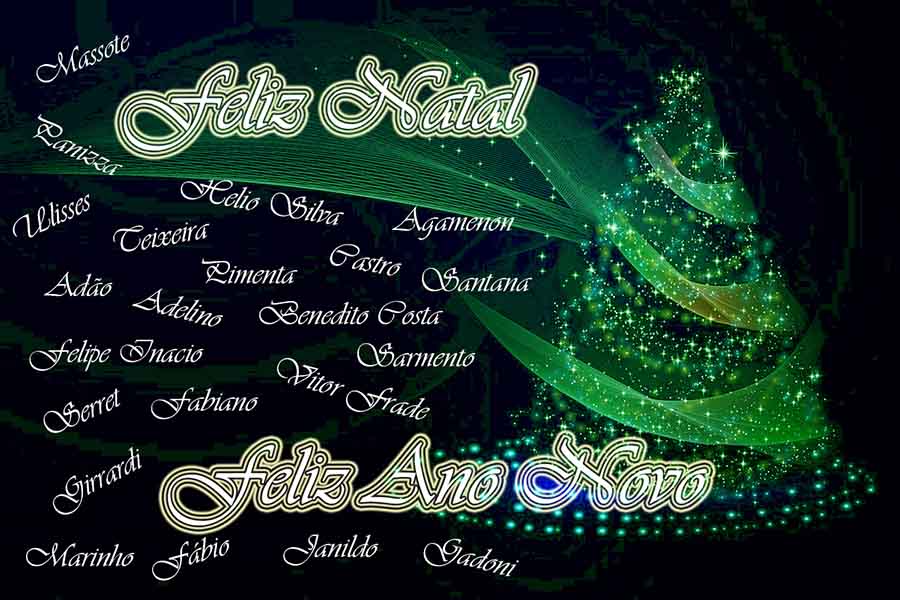 Massote
Feliz Natal
Panizza
Ulisses
Helio Silva
Agamenon
Teixeira
Castro
Pimenta
Santana
Adão
Adelino
Benedito Costa
Felipe Inacio
Sarmento
Vitor Frade
Serret
Fabiano
Girrardi
Feliz Ano Novo
Marinho
Fábio
Janildo
Gadoni